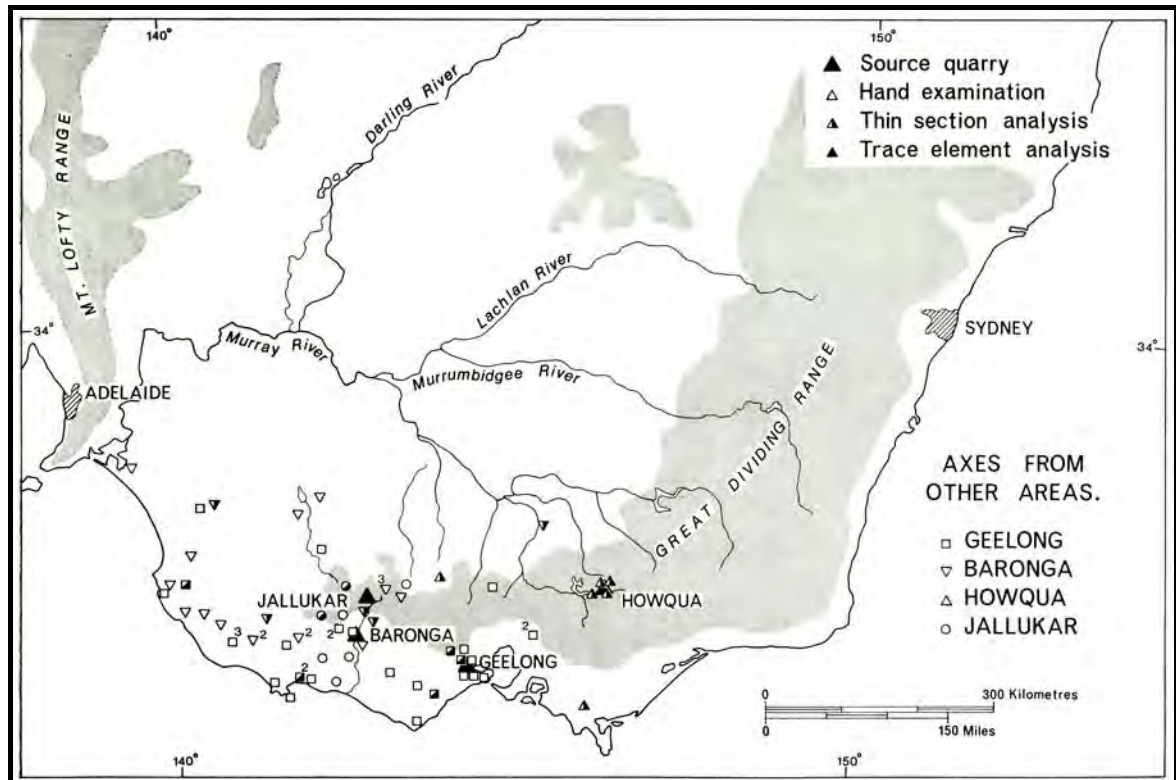 140°
150°
Source quarry
Hand examination
Thin section analysis
Trace element analysis
Darling River
MT. LOFTY RANGE
Lachlan River
SYDNEY
34°
34°
Murray River
Murrumbidgee River
ADELAIDE
GREAT DIVIDING RANGE
AXES FROM
OTHER AREAS.
GEELONG
BARONGA
HOWQUA
JALLUKAR
3
JALLUKAR
HOWQUA
3
2
2
2
BARONGA
2
GEELONG
2
0
300 Kilometres
0
150 Miles
140°
150°